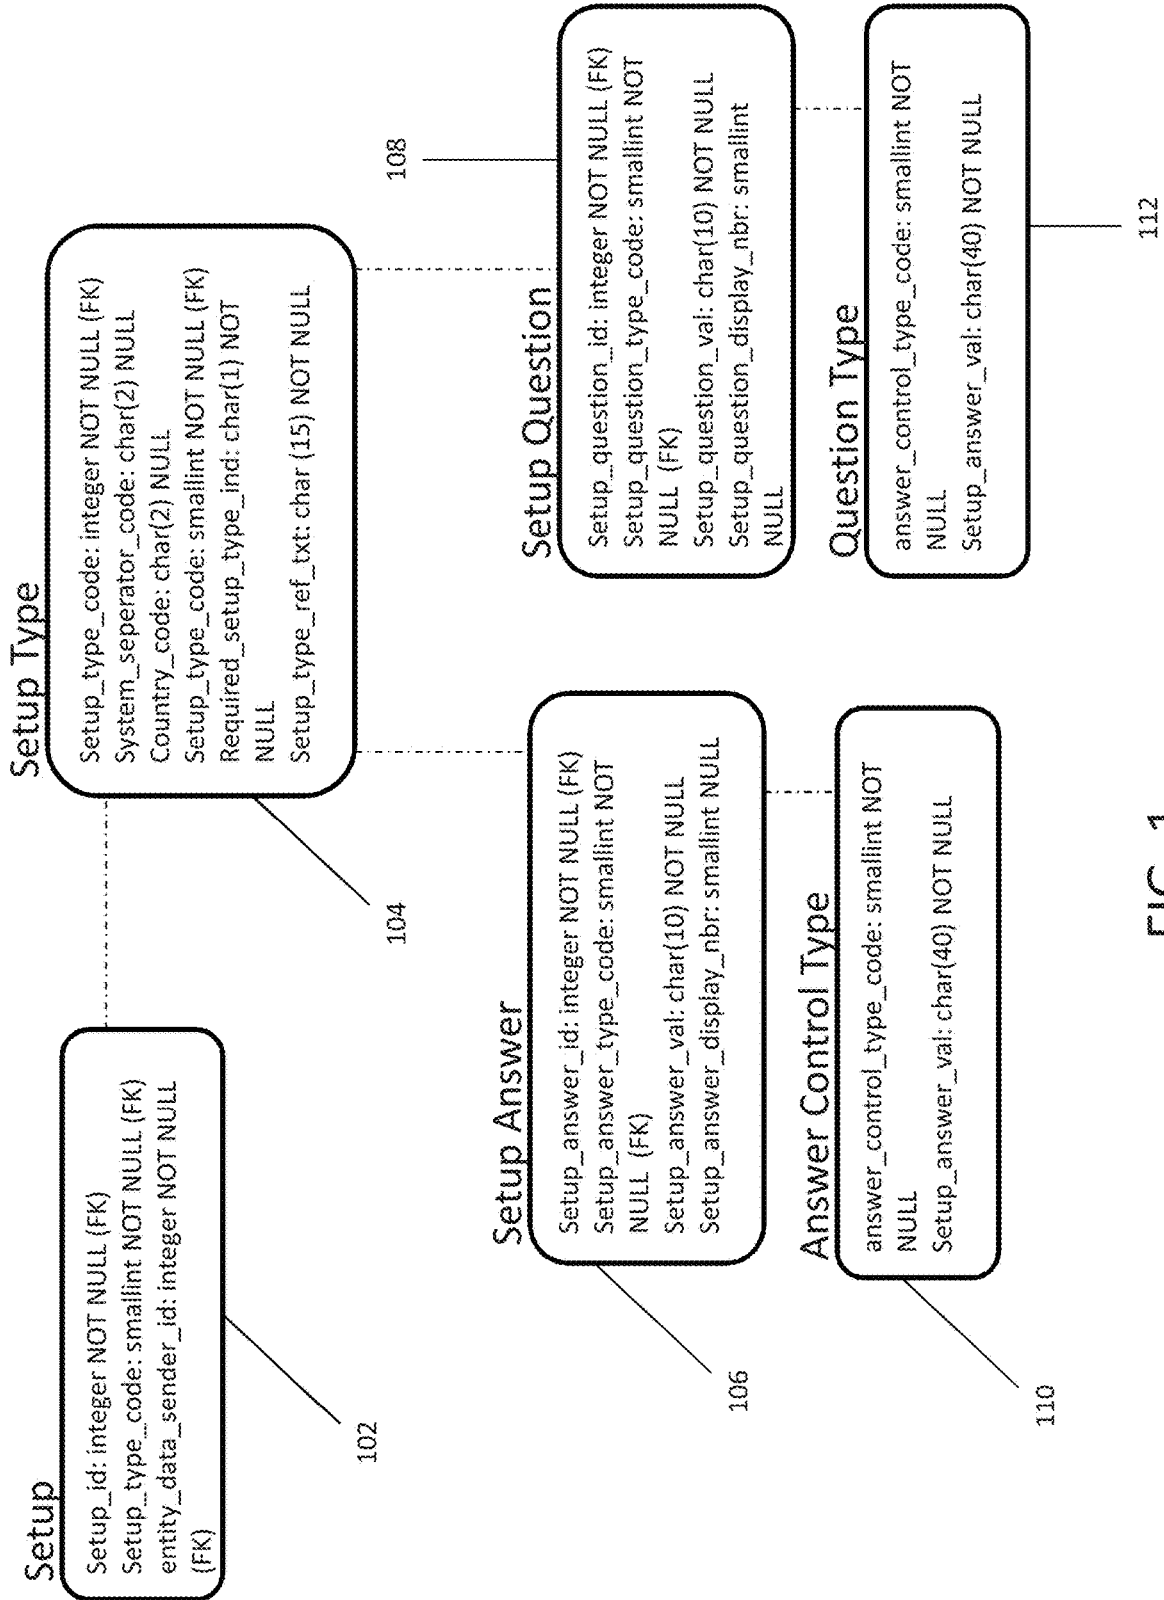 Setup
Setup_id: integer NOT NULL (FK)
Setup_type_code: smallint NOT NULL (FK)
entity_data_sender_id: integer NOT NULL
(FK)
102
Setup Type
Setup_type_code: integer NOT NULL (FK)
System_seperator_code: char(2) NULL
Country_code: char(2) NULL
Setup_type_code: smallint NOT NULL (FK)
Required_setup_type_ind: char(1) NOT
NULL
Setup_type_ref_txt: char (15) NOT NULL
104
Setup Answer
Setup_answer_id: integer NOT NULL (FK)
Setup_answer_type_code: smallint NOT
NULL (FK)
Setup_answer_val: char(10) NOT NULL
Setup_answer_display_nbr: smallint NULL
106
Setup Question
Setup_question_id: integer NOT NULL (FK)
Setup_question_type_code: smallint NOT
NULL (FK)
Setup_question_val: char(10) NOT NULL
Setup_question_display_nbr: smallint
NULL
108
Answer Control Type
answer_control_type_code: smallint NOT
NULL
Setup_answer_val: char(40) NOT NULL
110
Question Type
answer_control_type_code: smallint NOT
NULL
Setup_answer_val: char(40) NOT NULL
112
FIG. 1